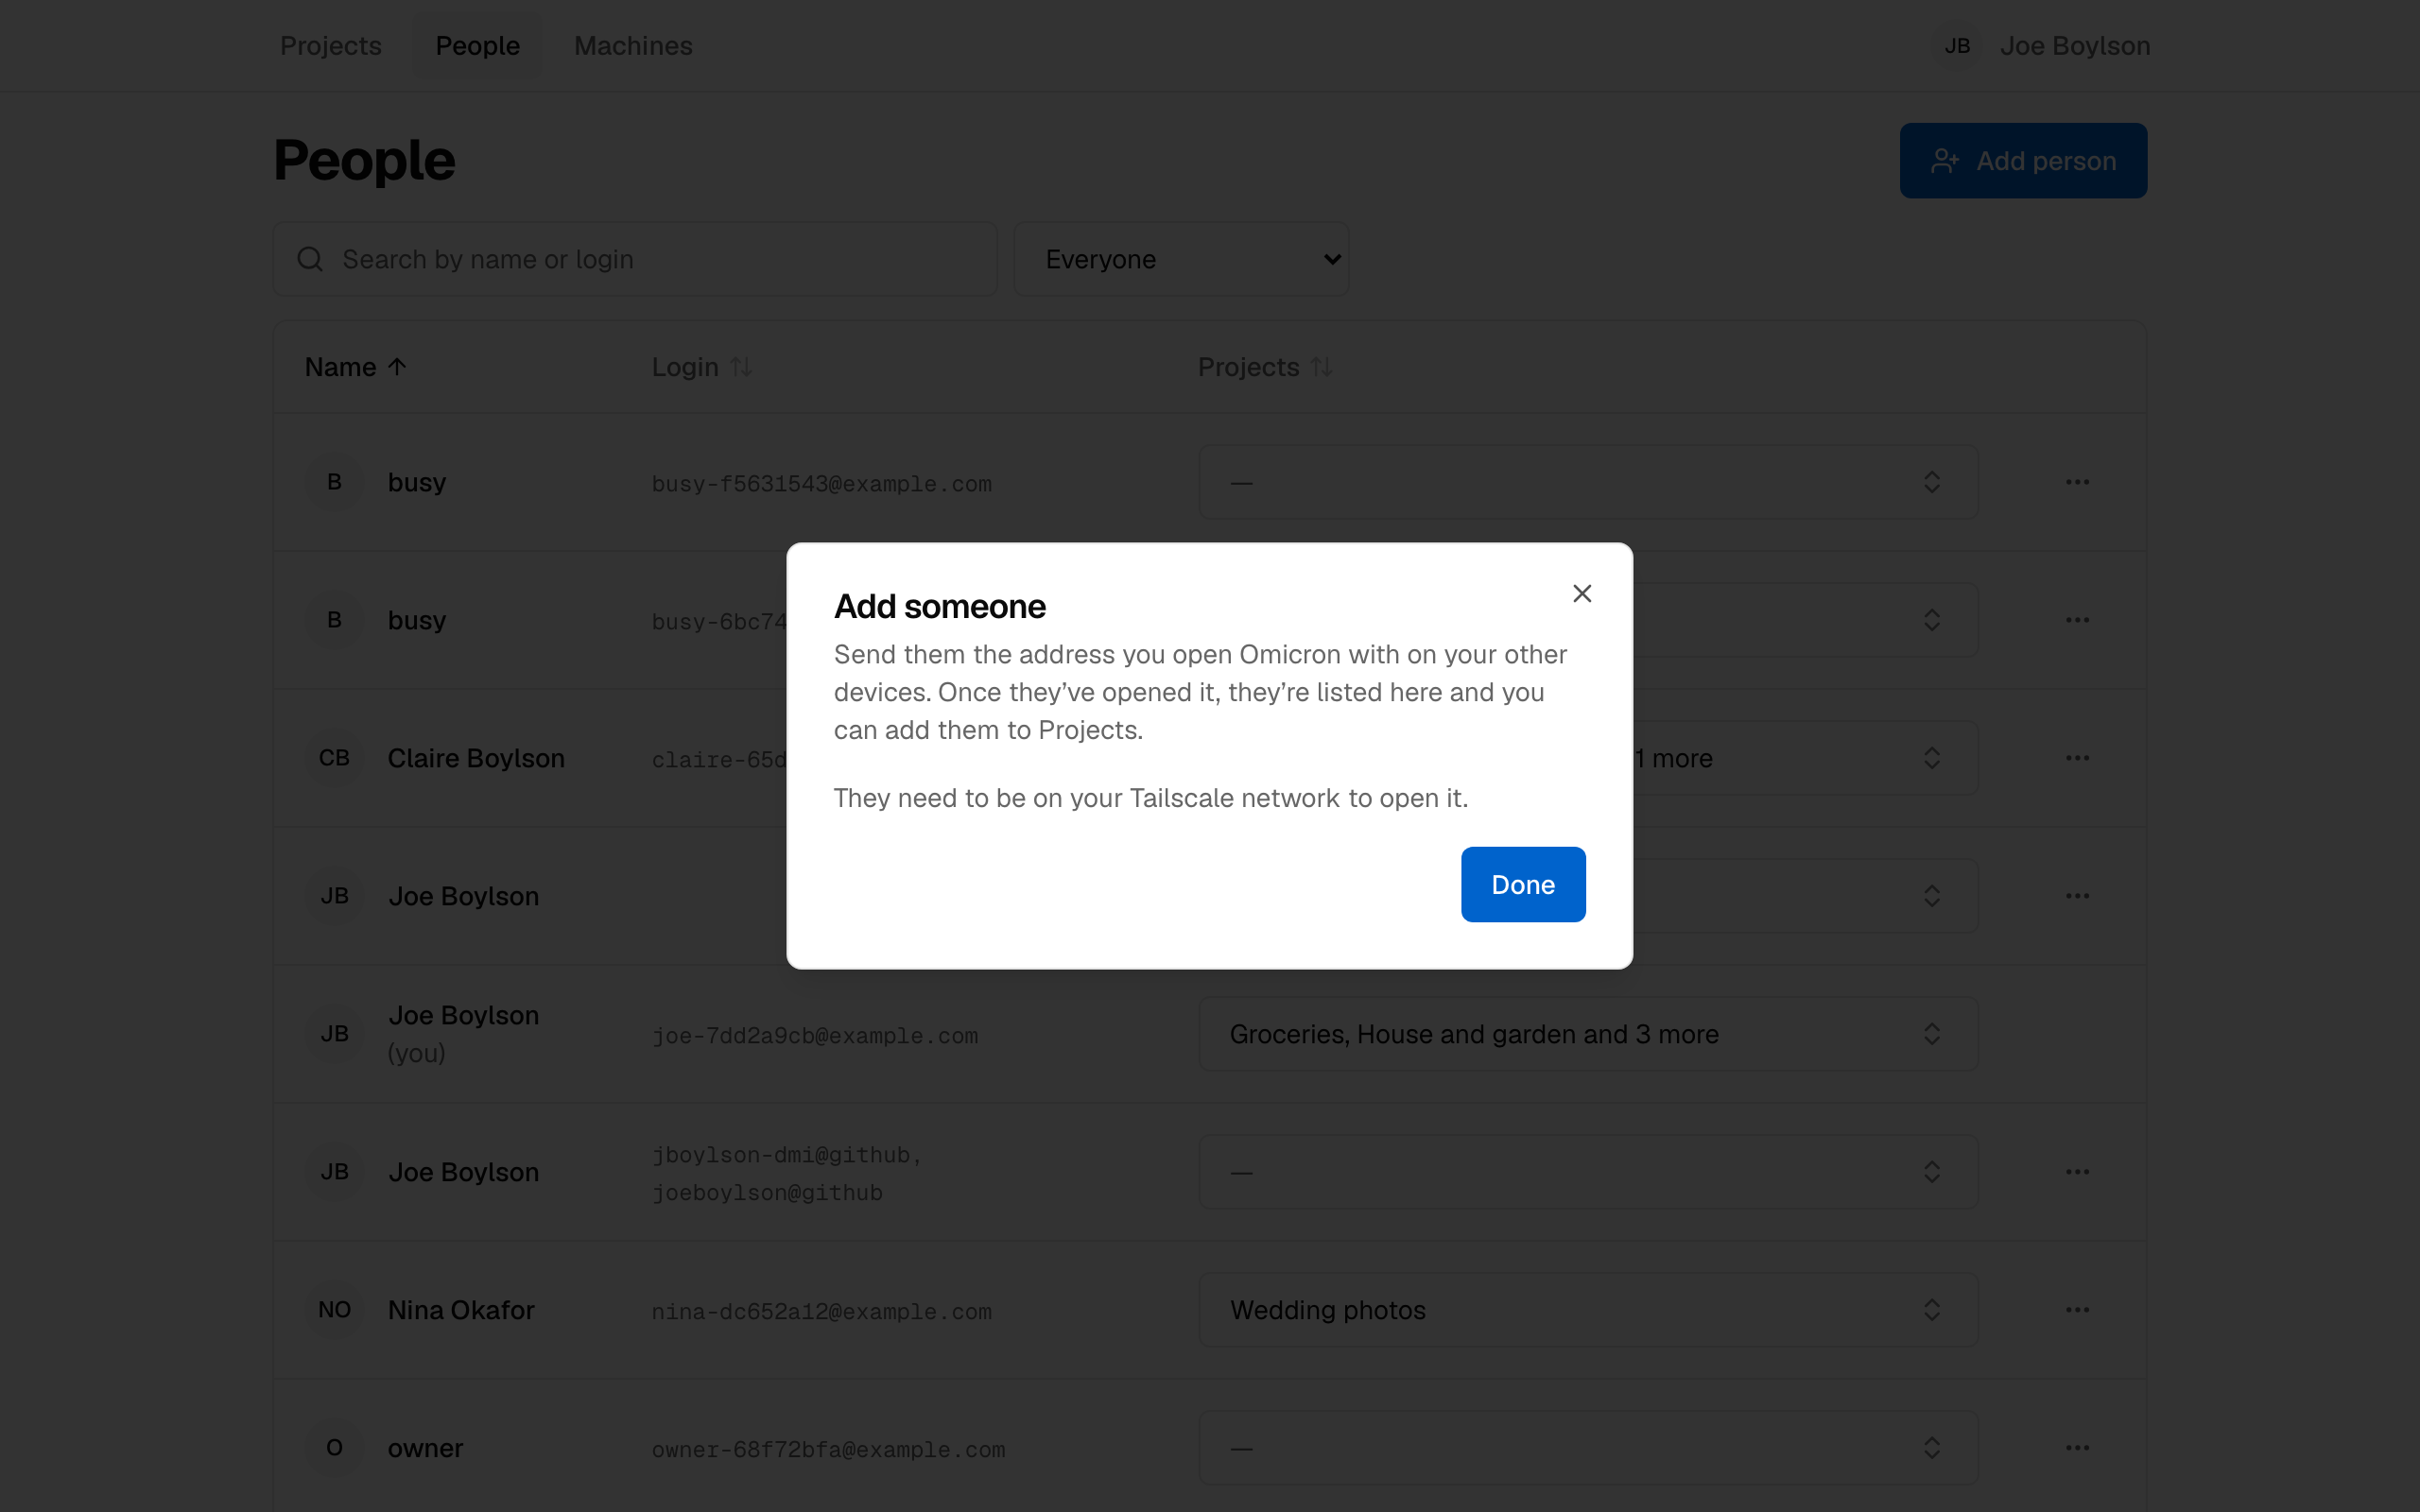 Projects People Machines JB Joe Boylson
People Add person
Search by name or login Everyone
Name Login Projects
B busy busy-f5631543@example.com —
B busy busy-6bc74
CB Claire Boylson claire-65d 1 more
JB Joe Boylson
JB Joe Boylson (you) joe-7dd2a9cb@example.com Groceries, House and garden and 3 more
JB Joe Boylson jboylson-dmi@github, joeboylson@github —
NO Nina Okafor nina-dc652a12@example.com Wedding photos
O owner owner-68f72bfa@example.com —
Add someone
Send them the address you open Omicron with on your other
devices. Once they’ve opened it, they’re listed here and you
can add them to Projects.
They need to be on your Tailscale network to open it.
Done